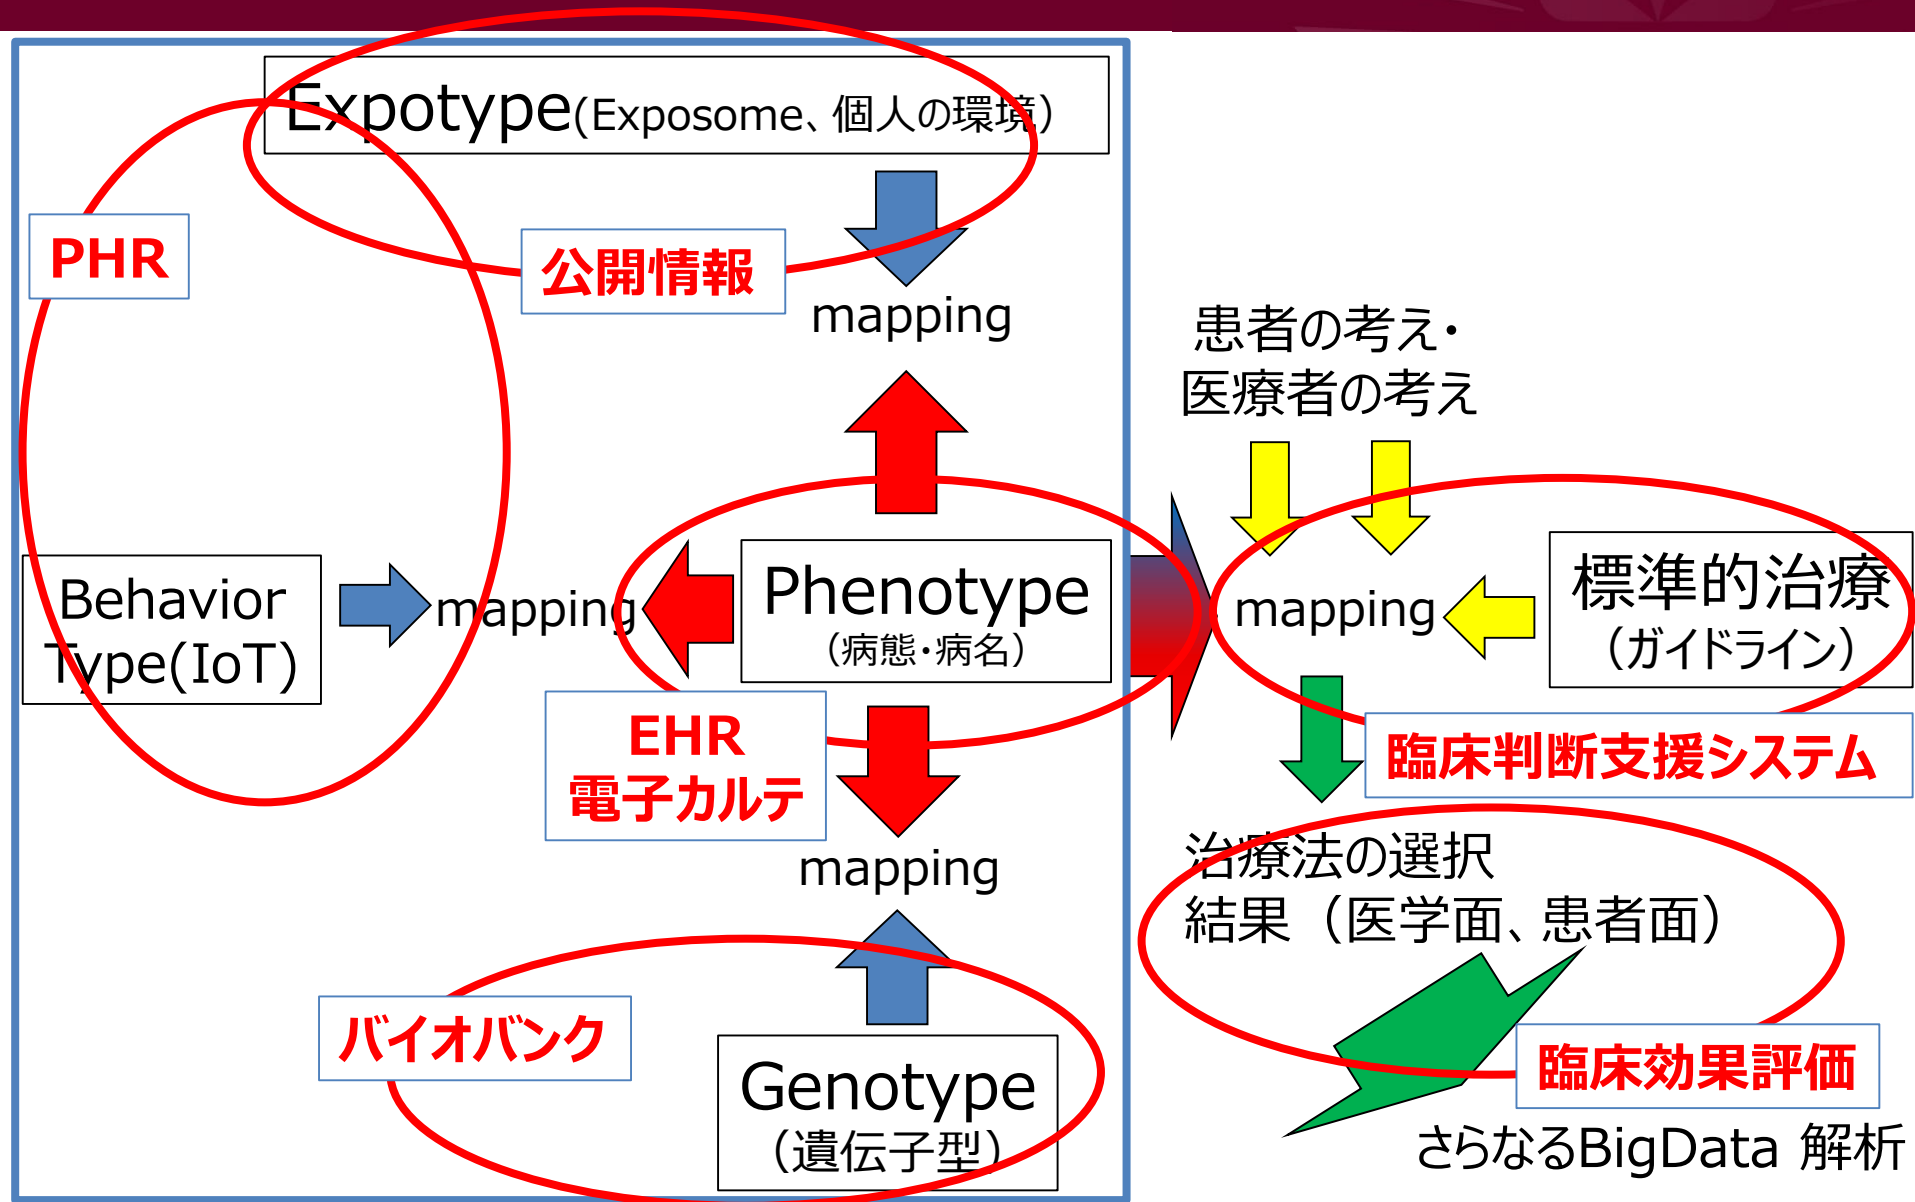 Expotype(Exposome、個人の環境)
PHR
公開情報
mapping
患者の考え・
医療者の考え
Behavior
Type(IoT)
mapping
Phenotype
(病態・病名)
mapping
標準的治療
(ガイドライン)
EHR
電子カルテ
臨床判断支援システム
mapping
治療法の選択
結果(医学面、患者面)
バイオバンク
Genotype
(遺伝子型)
臨床効果評価
さらなるBigData 解析